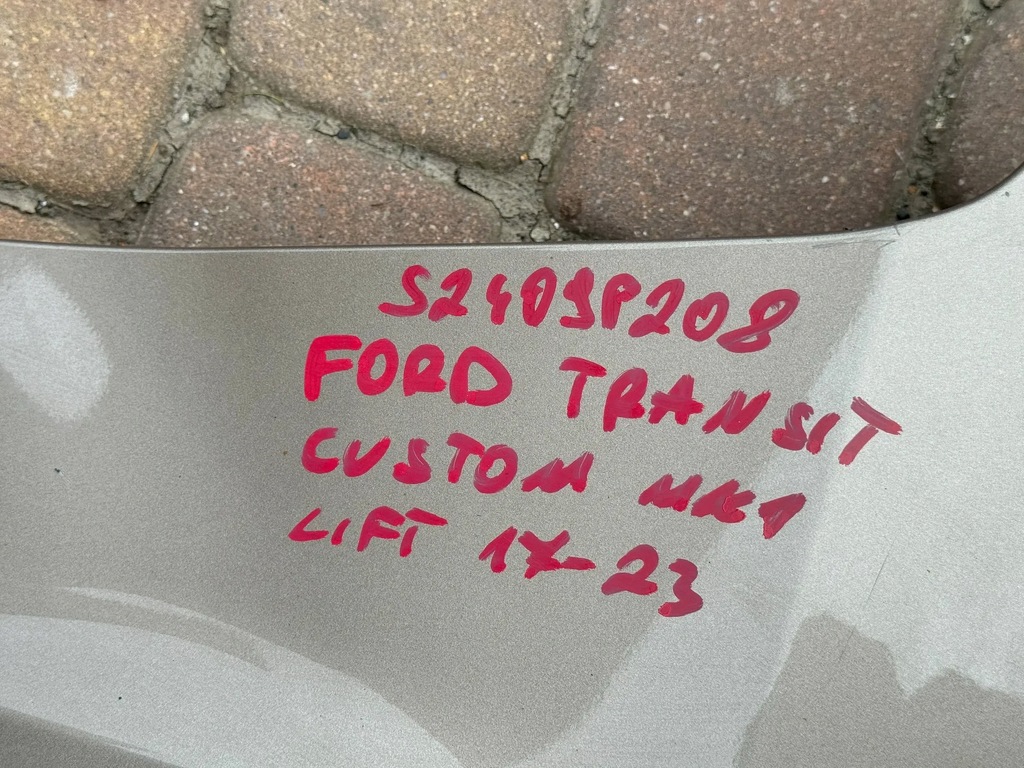 S2409P208
FORD TRANSIT
CUSTOM MK1
LIFT 17-23